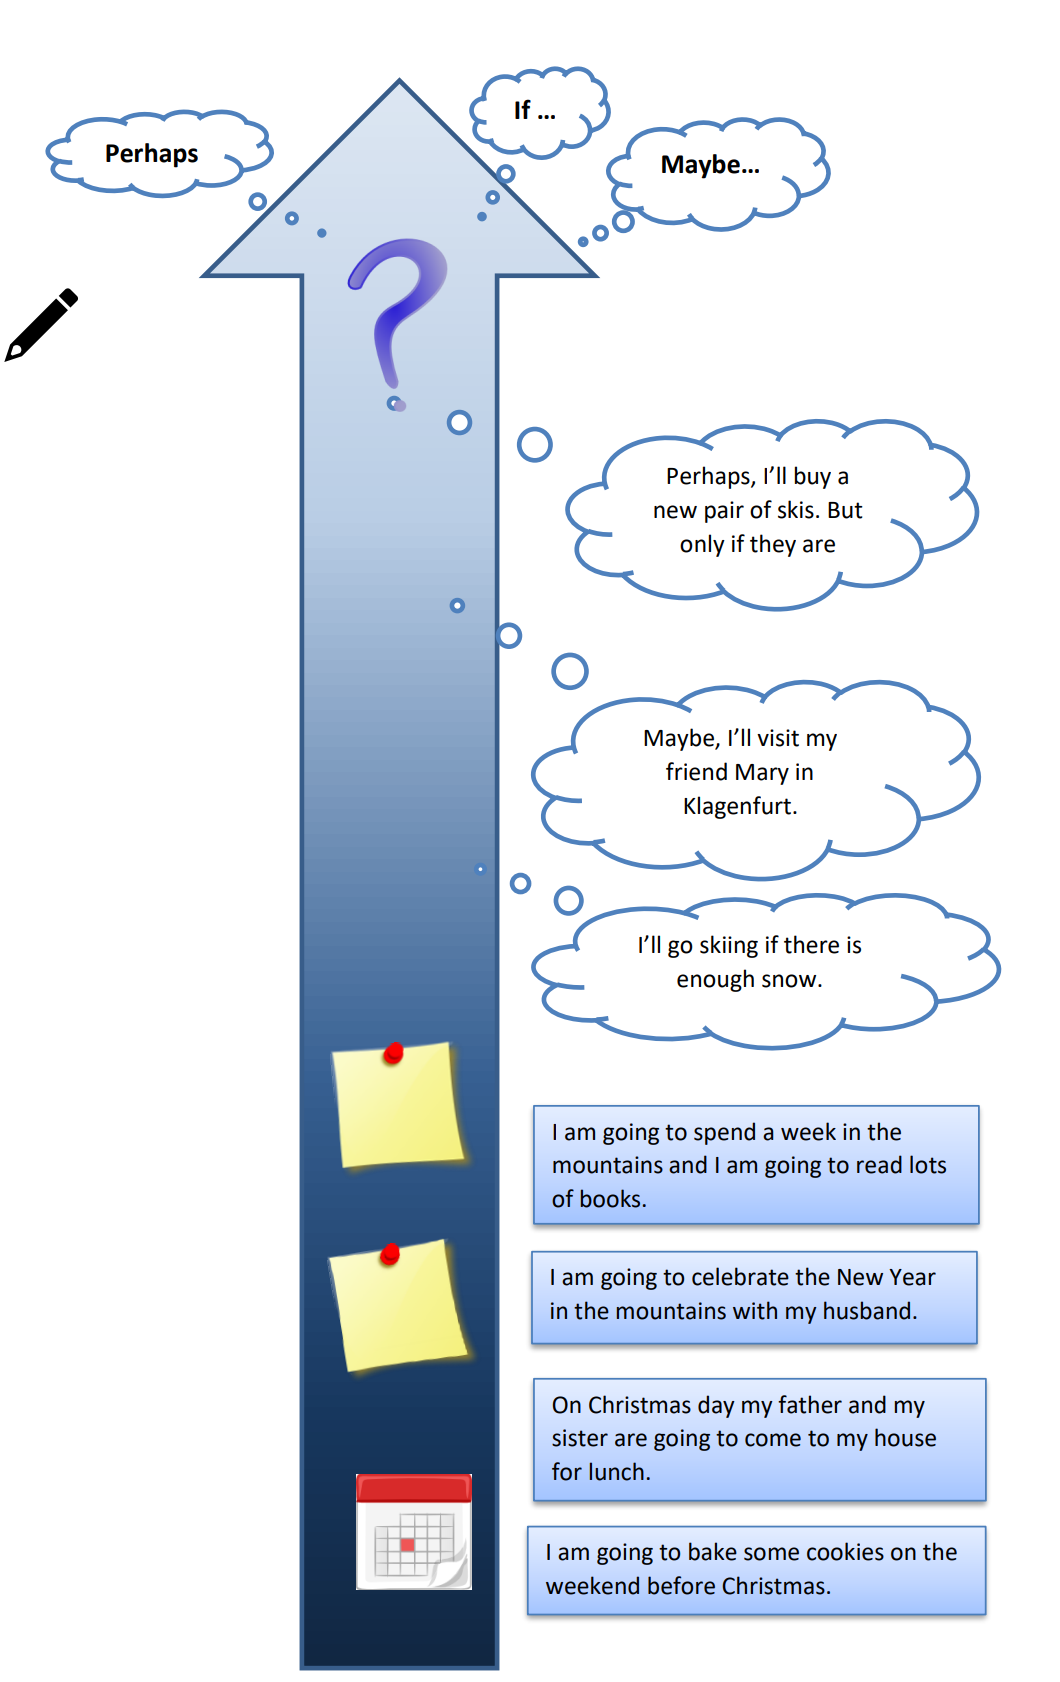 If ...
Perhaps
Maybe...
Perhaps, I’ll buy a
new pair of skis. But
only if they are
Maybe, I’ll visit my
friend Mary in
Klagenfurt.
I’ll go skiing if there is
enough snow.
I am going to spend a week in the
mountains and I am going to read lots
of books.
I am going to celebrate the New Year
in the mountains with my husband.
On Christmas day my father and my
sister are going to come to my house
for lunch.
I am going to bake some cookies on the
weekend before Christmas.